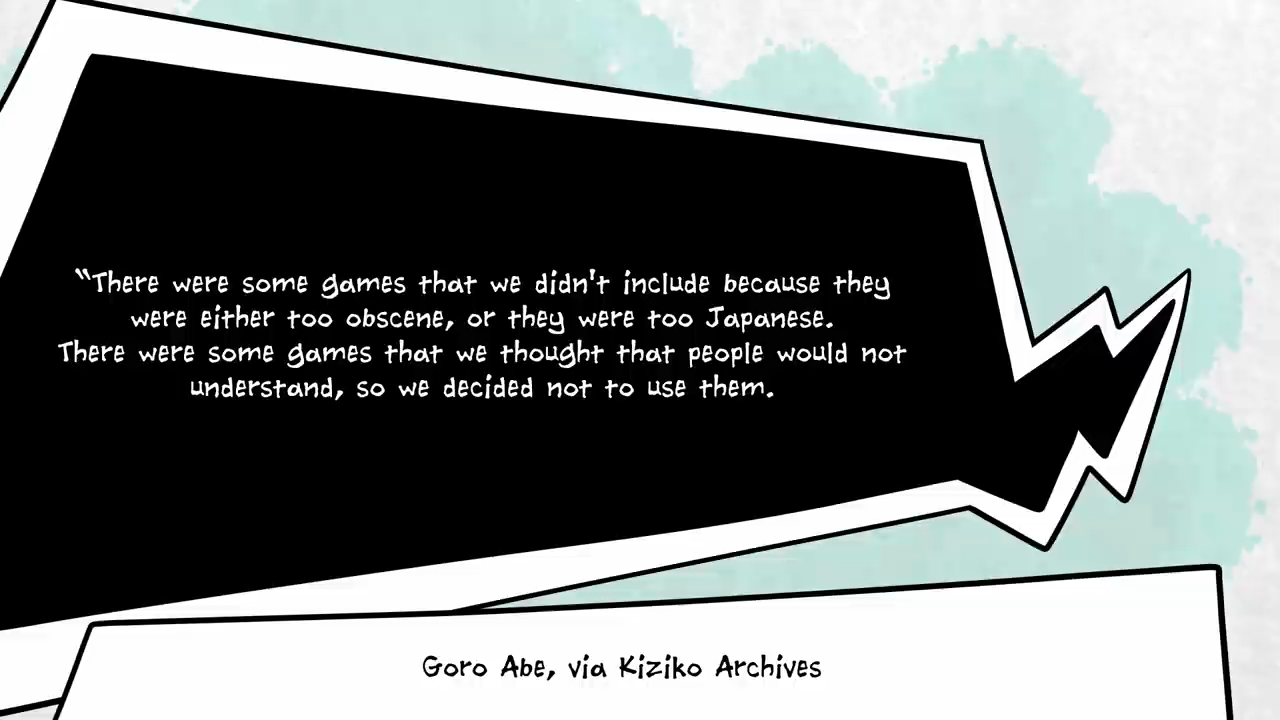 “There were some games that we didn't include because they
were either too obscene, or they were too Japanese.
There were some games that we thought that people would not
understand, so we decided not to use them.
Goro Abe, via Kiziko Archives